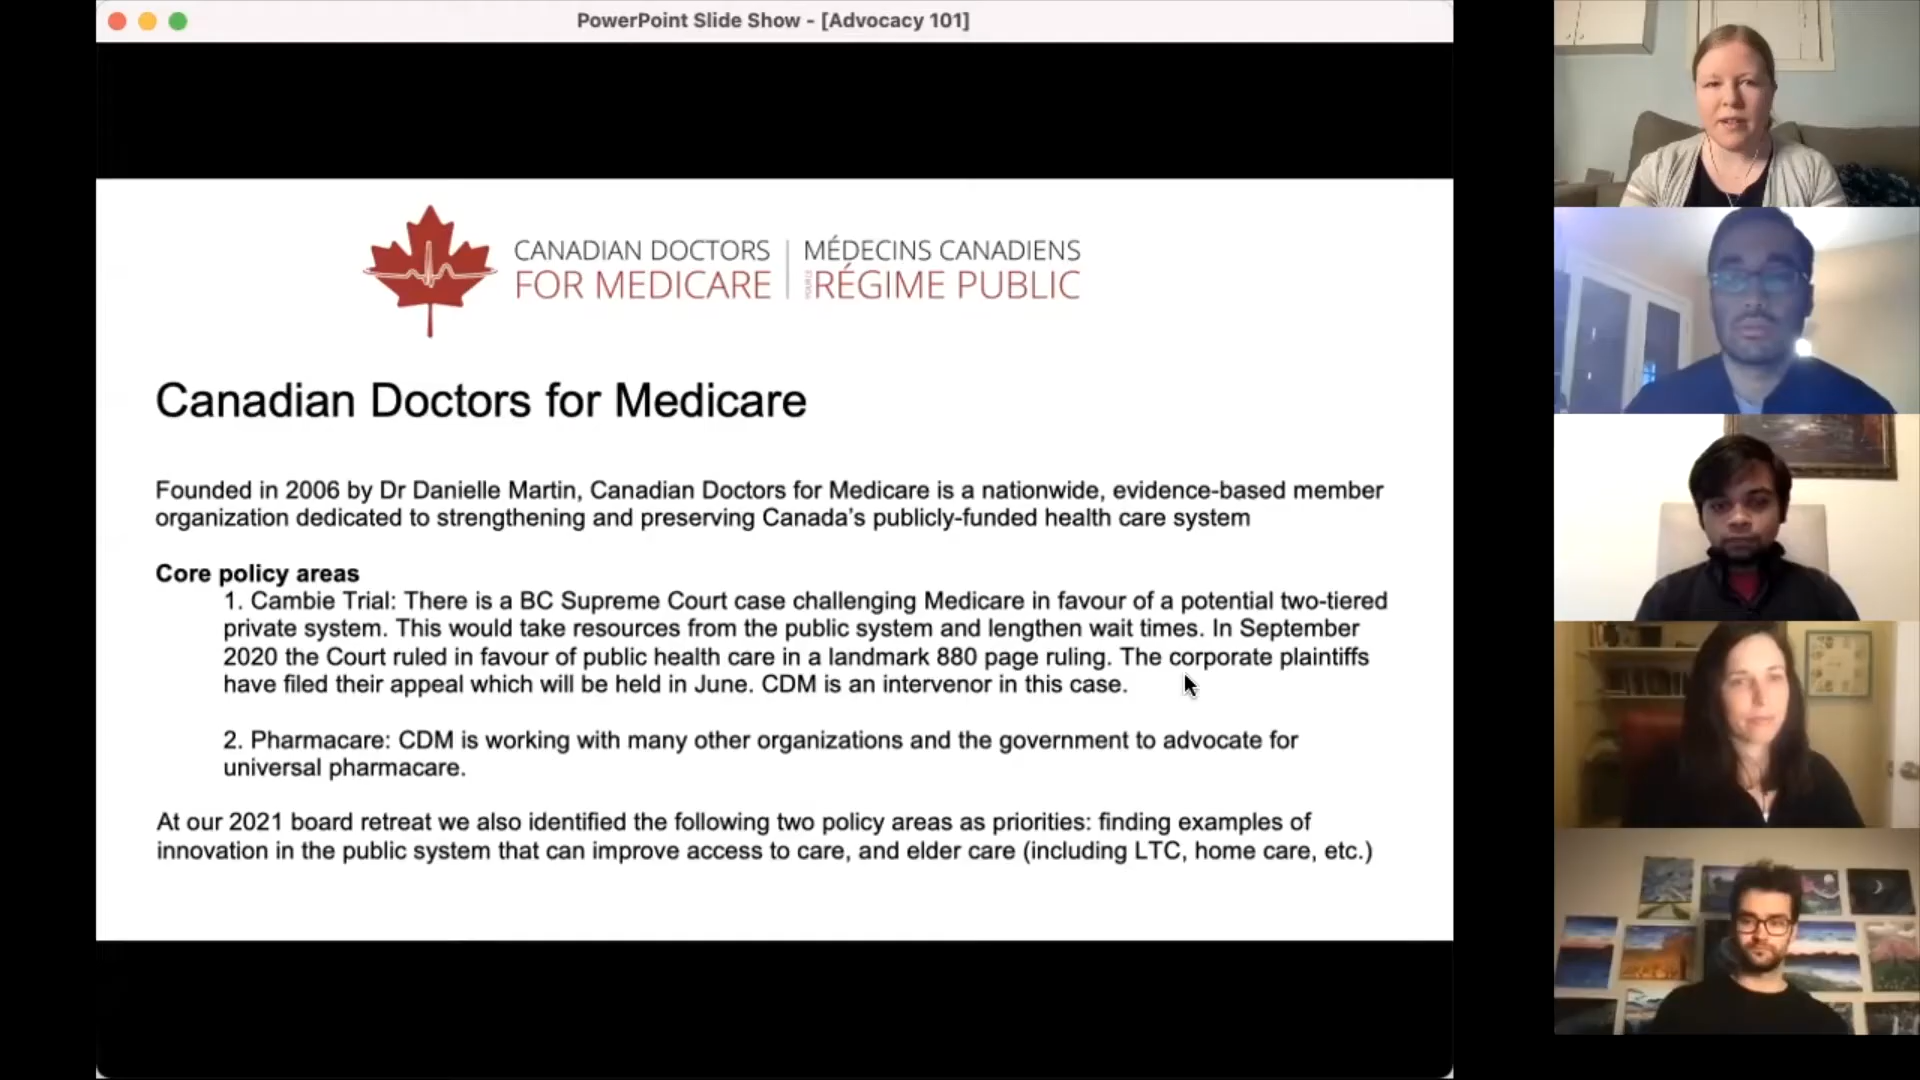 PowerPoint Slide Show - [Advocacy 101]
CANADIAN DOCTORS
FOR MEDICARE
MÉDECINS CANADIENS
RÉGIME PUBLIC
Canadian Doctors for Medicare
Founded in 2006 by Dr Danielle Martin, Canadian Doctors for Medicare is a nationwide, evidence-based member
organization dedicated to strengthening and preserving Canada's publicly-funded health care system
Core policy areas
1. Cambie Trial: There is a BC Supreme Court case challenging Medicare in favour of a potential two-tiered
private system. This would take resources from the public system and lengthen wait times. In September
2020 the Court ruled in favour of public health care in a landmark 880 page ruling. The corporate plaintiffs
have filed their appeal which will be held in June. CDM is an intervenor in this case.
2. Pharmacare: CDM is working with many other organizations and the government to advocate for
universal pharmacare.
At our 2021 board retreat we also identified the following two policy areas as priorities: finding examples of
innovation in the public system that can improve access to care, and elder care (including LTC, home care, etc.)